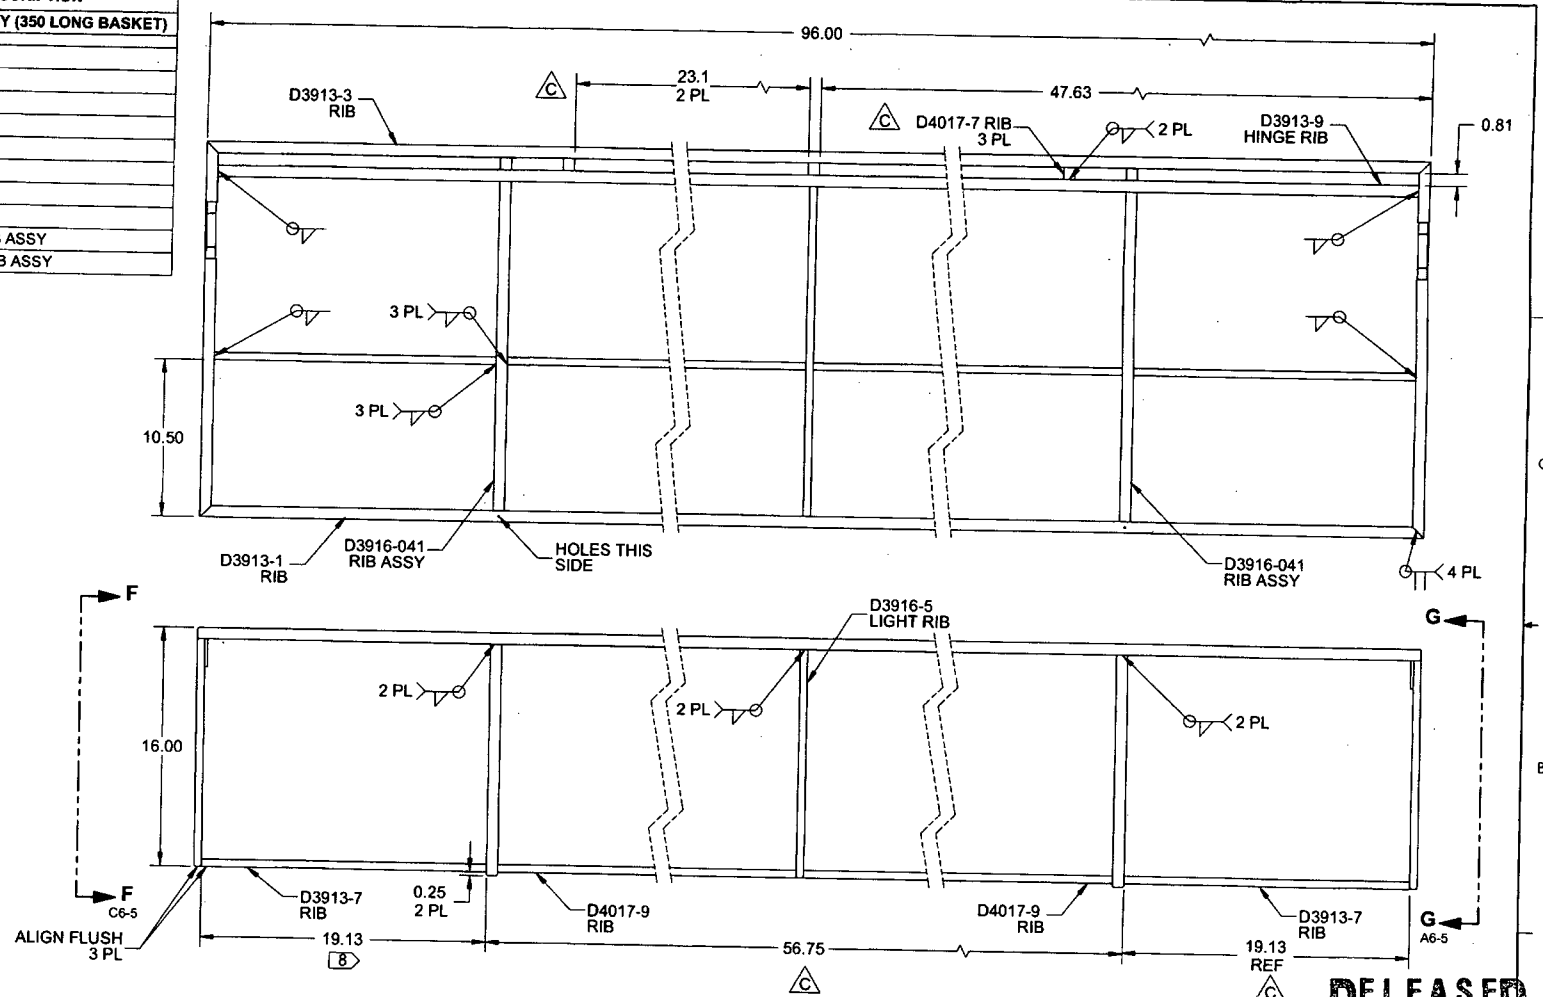 Y (350 LONG BASKET)
ASSY
B ASSY
96.00
C
23.1
2 PL
47.63
D3913-3
RIB
C
D4017-7 RIB
3 PL
2 PL
D3913-9
HINGE RIB
0.81
3 PL
3 PL
10.50
D3913-1
RIB
D3916-041
RIB ASSY
HOLES THIS
SIDE
D3916-041
RIB ASSY
4 PL
F
D3916-5
LIGHT RIB
G
2 PL
2 PL
2 PL
16.00
F
C6-5
ALIGN FLUSH
3 PL
D3913-7
RIB
0.25
2 PL
D4017-9
RIB
D4017-9
RIB
D3913-7
RIB
G
A6-5
19.13
8
56.75
C
19.13
REF
C
RELEASED
B